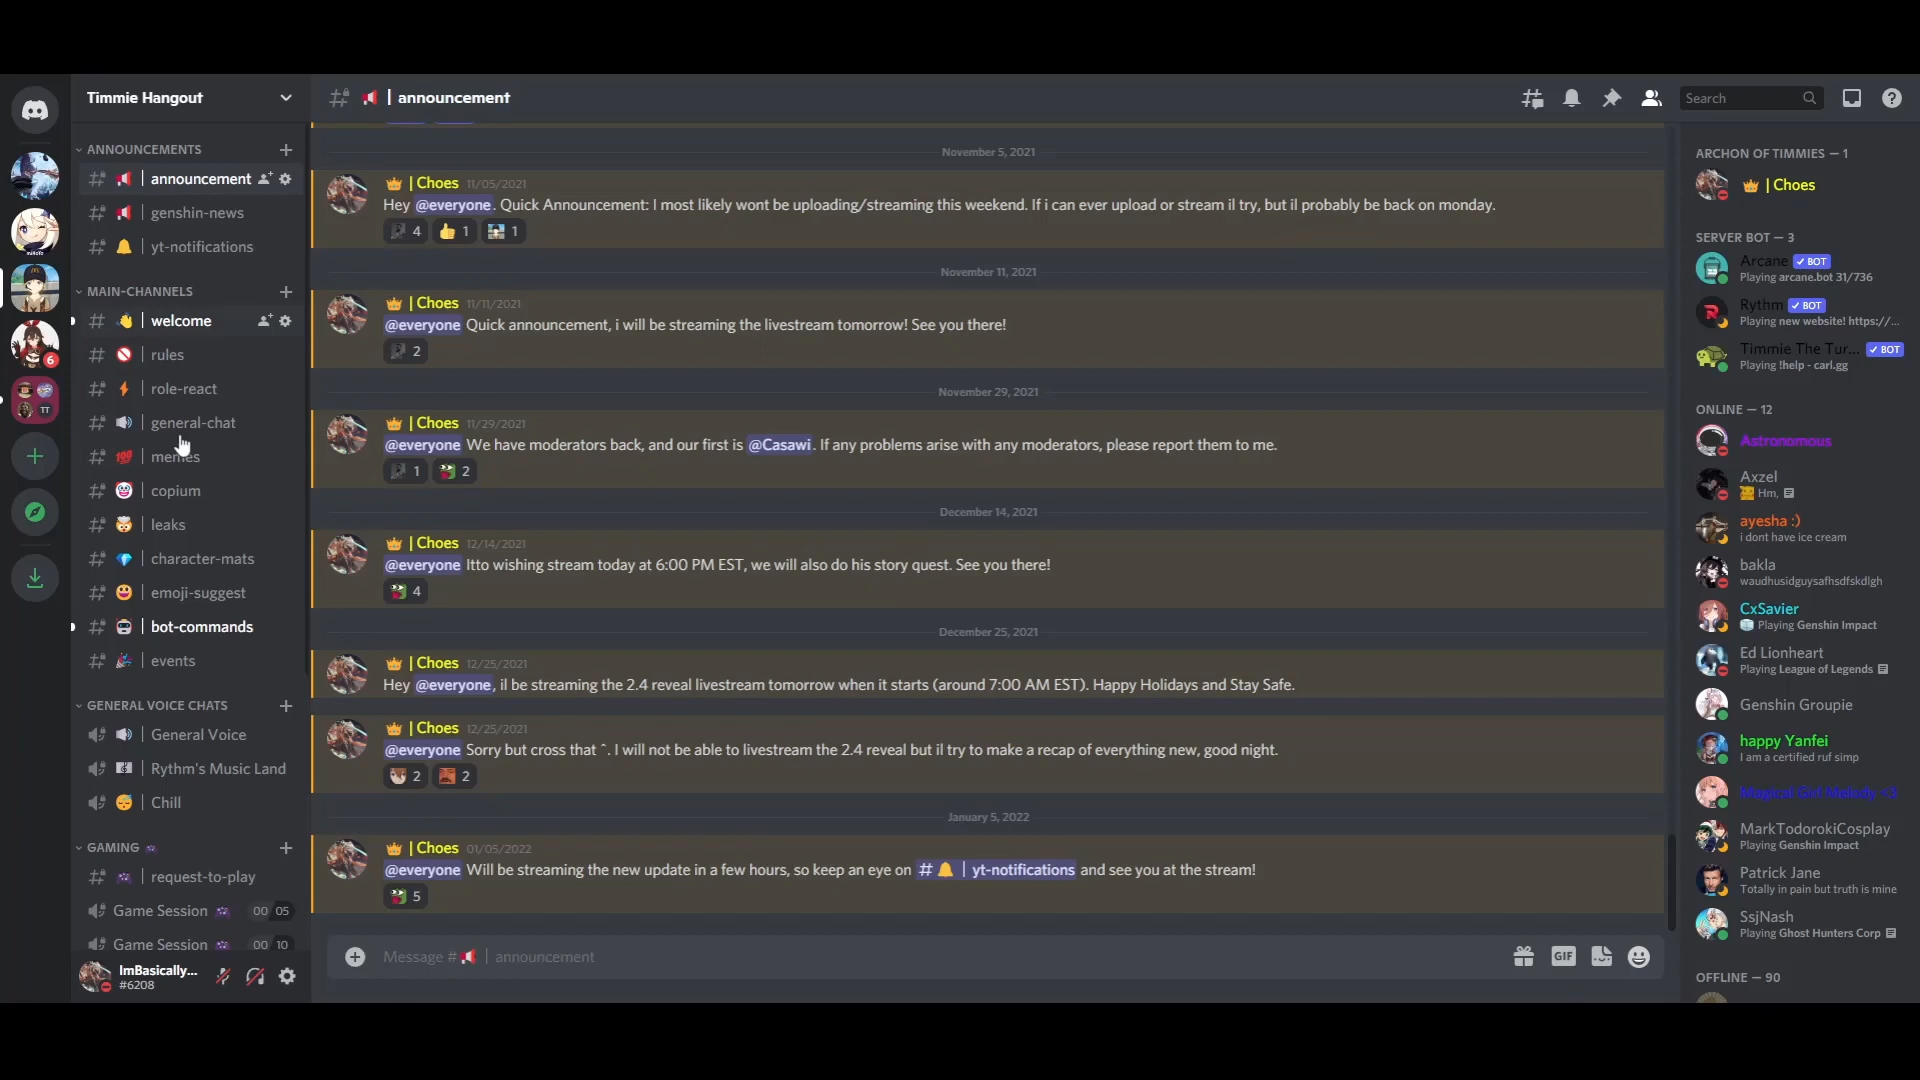 Timmie Hangout
ANNOUNCEMENTS
announcement
genshin-news
yt-notifications
MAIN-CHANNELS
welcome
rules
role-react
general-chat
memes
copium
leaks
character-mats
emoji-suggest
bot-commands
events
GENERAL VOICE CHATS
General Voice
Rythm's Music Land
Chill
GAMING
request-to-play
Game Session 00 05
Game Session 00 10
ImBasically...
#6208
6
TT
| announcement
Search
November 5, 2021
| Choes 11/05/2021
Hey @everyone. Quick Announcement: I most likely wont be uploading/streaming this weekend. If i can ever upload or stream il try, but il probably be back on monday.
4 1 1
November 11, 2021
| Choes 11/11/2021
@everyone Quick announcement, i will be streaming the livestream tomorrow! See you there!
2
November 29, 2021
| Choes 11/29/2021
@everyone We have moderators back, and our first is @Casawi. If any problems arise with any moderators, please report them to me.
1 2
December 14, 2021
| Choes 12/14/2021
@everyone Itto wishing stream today at 6:00 PM EST, we will also do his story quest. See you there!
4
December 25, 2021
| Choes 12/25/2021
Hey @everyone, il be streaming the 2.4 reveal livestream tomorrow when it starts (around 7:00 AM EST). Happy Holidays and Stay Safe.
| Choes 12/25/2021
@everyone Sorry but cross that ^. I will not be able to livestream the 2.4 reveal but il try to make a recap of everything new, good night.
2 2
January 5, 2022
| Choes 01/05/2022
@everyone Will be streaming the new update in a few hours, so keep an eye on # | yt-notifications and see you at the stream!
5
Message # | announcement
GIF
ARCHON OF TIMMIES — 1
| Choes
SERVER BOT — 3
Arcane ✓ BOT
Playing arcane.bot 31/736
Rythm ✓ BOT
Playing new website! https://...
Timmie The Tur... ✓ BOT
Playing !help - carl.gg
ONLINE — 12
Astronomous
Axzel
Hm,
ayesha :)
i dont have ice cream
bakla
waudhusidguysafhsdfskdlgh
CxSavier
Playing Genshin Impact
Ed Lionheart
Playing League of Legends
Genshin Groupie
happy Yanfei
I am a certified ruf simp
Magical Girl Melody <3
MarkTodorokiCosplay
Playing Genshin Impact
Patrick Jane
Totally in pain but truth is mine
SsjNash
Playing Ghost Hunters Corp
OFFLINE — 90